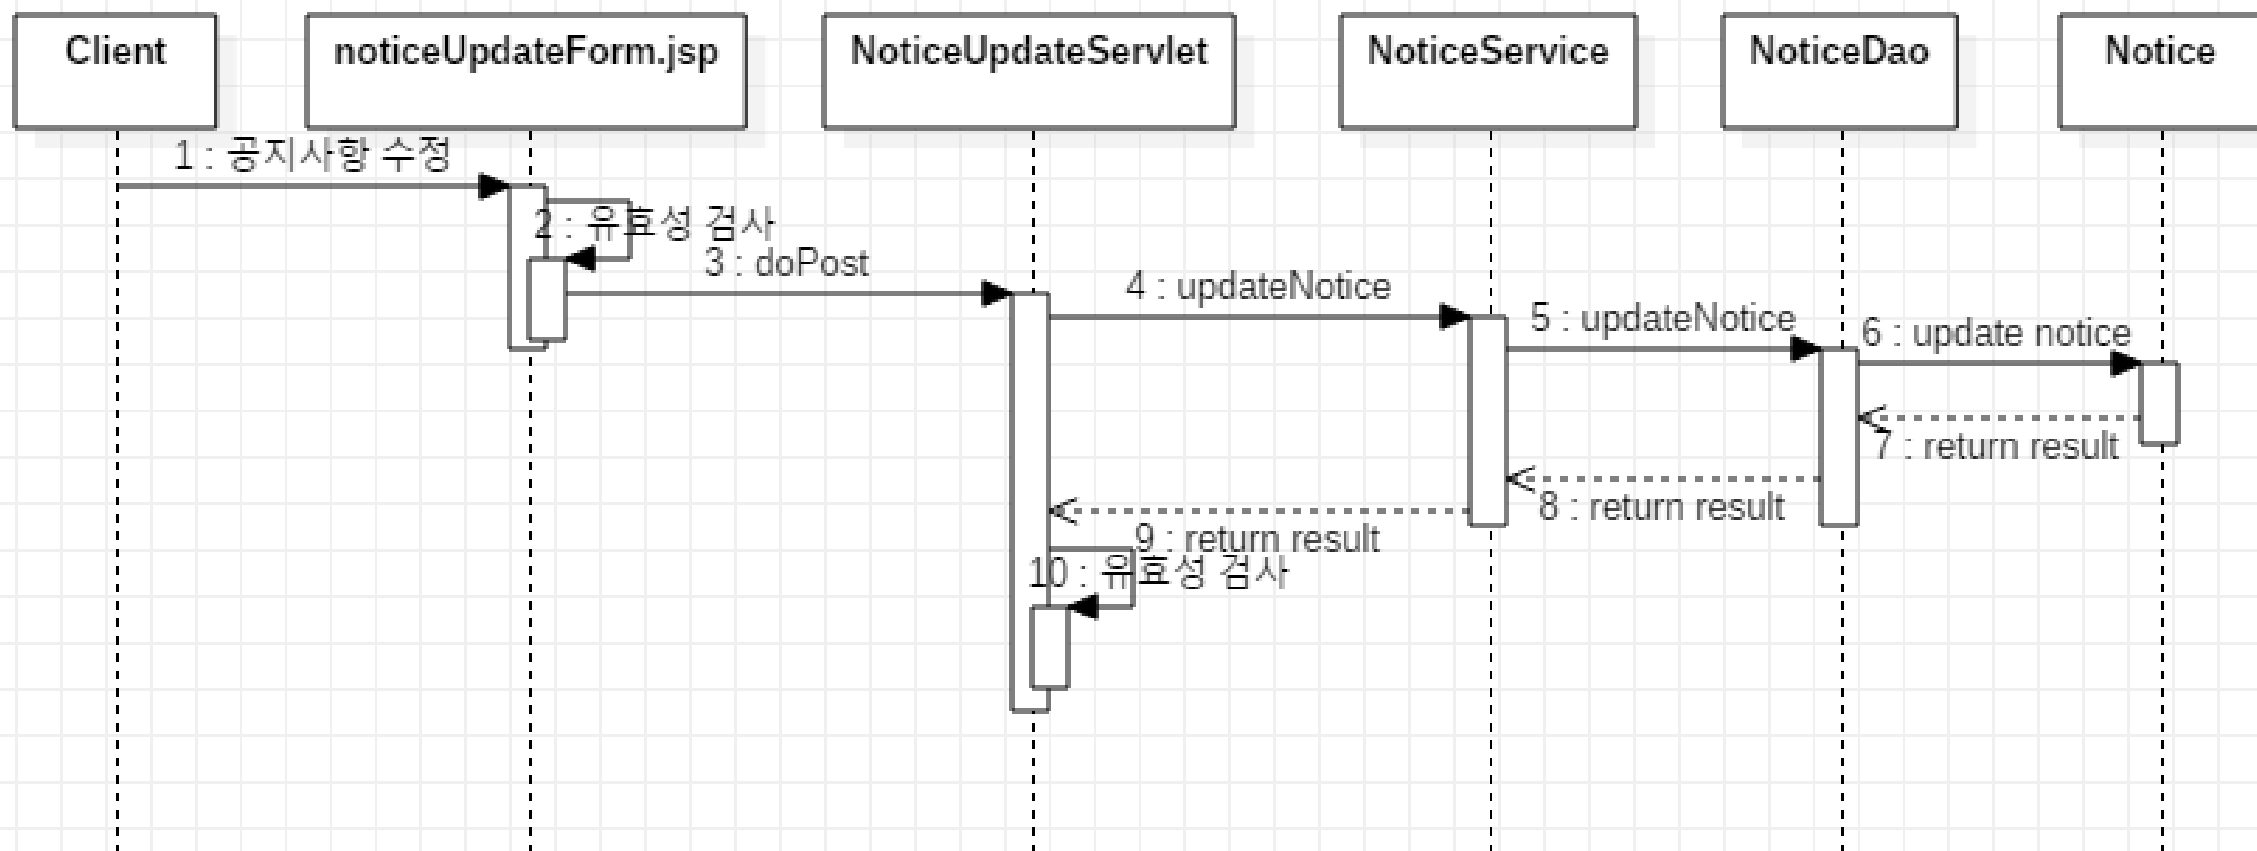 Client
noticeUpdateForm.jsp
NoticeUpdateServlet
NoticeService
NoticeDao
Notice
1 : 공지사항 수정
2 : 유효성 검사
3 : doPost
4 : updateNotice
5 : updateNotice
6 : update notice
7 : return result
8 : return result
9 : return result
10 : 유효성 검사